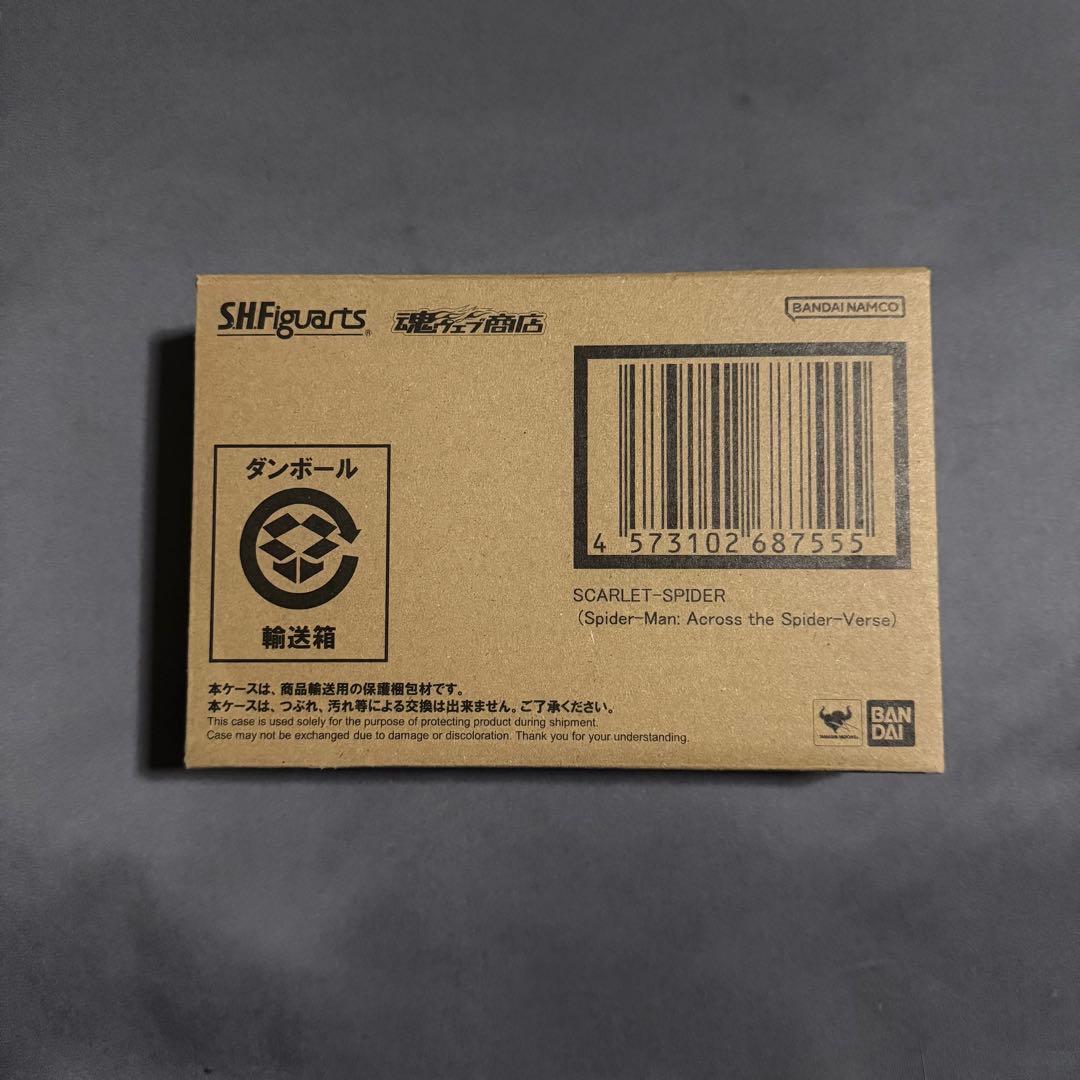 S.H.Figuarts®
魂ウェブ商店
BANDAI NAMCO
4 573102 687555
SCARLET-SPIDER
(Spider-Man: Across the Spider-Verse)
ダンボール
輸送箱
本ケースは、商品輸送用の保護梱包材です。
本ケースは、つぶれ、汚れ等による交換は出来ません。ご了承ください。
This case is used solely for the purpose of protecting product during shipment.
Case may not be exchanged due to damage or discoloration. Thank you for your understanding.
BAN
DAI